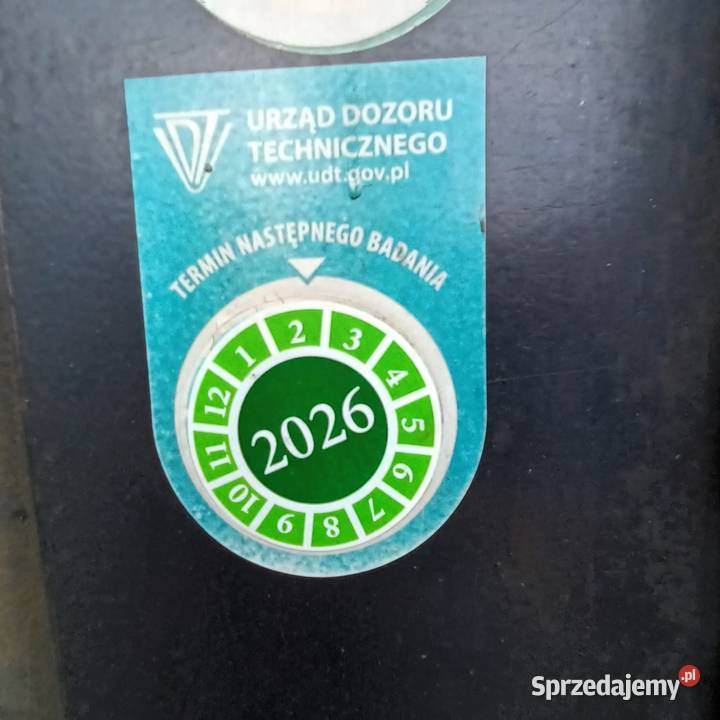 URZĄD DOZORU
TECHNICZNEGO
www.udt.gov.pl
TERMIN NASTĘPNEGO BADANIA
1 2 3 4 5 6 7 8 9 10 11 12
2026
Sprzedajemy.pl